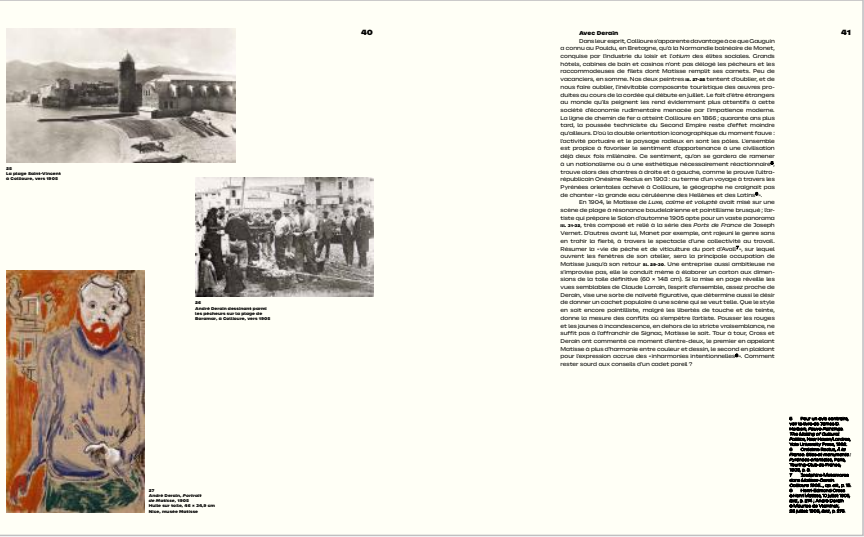 40
25
La plage Saint-Vincent
à Collioure, vers 1905
26
André Derain dessinant parmi
les pêcheurs sur la plage de
Boramar, à Collioure, vers 1905
27
André Derain, Portrait
de Matisse, 1905
Huile sur toile, 46 × 34,9 cm
Nice, musée Matisse
41
Avec Derain
Dans leur esprit, Collioure s'apparente davantage à ce que Gauguin
a connu au Pouldu, en Bretagne, qu'à la Normandie balnéaire de Monet,
conquise par l'industrie du loisir et l'otium des élites sociales. Grands
hôtels, cabines de bain et casinos n'ont pas délogé les pêcheurs et les
raccommodeuses de filets dont Matisse remplit ses carnets. Peu de
vacanciers, en somme. Nos deux peintres IL. 27-28 tentent d'oublier, et de
nous faire oublier, l'inévitable composante touristique des œuvres pro-
duites au cours de la cordée qui débute en juillet. Le fait d'être étrangers
au monde qu'ils peignent les rend évidemment plus attentifs à cette
société d'économie rudimentaire menacée par l'impatience moderne.
La ligne de chemin de fer a atteint Collioure en 1866 ; quarante ans plus
tard, la poussée techniciste du Second Empire reste d'effet moindre
qu'ailleurs. D'où la double orientation iconographique du moment fauve :
l'activité portuaire et le paysage radieux en sont les pôles. L'ensemble
est propice à favoriser le sentiment d'appartenance à une civilisation
déjà deux fois millénaire. Ce sentiment, qu'on se gardera de ramener
à un nationalisme ou à une esthétique nécessairement réactionnaire,
trouve alors des chantres à droite et à gauche, comme le prouve l'ultra-
républicain Onésime Reclus en 1903 : au terme d'un voyage à travers les
Pyrénées orientales achevé à Collioure, le géographe ne craignait pas
de chanter «la grande eau cérulréenne des Hellènes et des Latins».
En 1904, le Matisse de Luxe, calme et volupté avait misé sur une
scène de plage à résonance baudelairienne et pointillisme brusqué ; l'ar-
tiste qui prépare le Salon d'automne 1905 opte pour un vaste panorama
très composé et relié à la série des Ports de France de Joseph
Vernet. D'autres avant lui, Manet par exemple, ont rajeuni le genre sans
en trahir la fierté, à travers le spectacle d'une collectivité au travail.
Résumer la «vie de pêche et de viticulture du port d'Avall», sur lequel
ouvrent les fenêtres de son atelier, sera la principale occupation de
Matisse jusqu'à son retour IL. 29-30. Une entreprise aussi ambitieuse ne
s'improvise pas, elle le conduit même à élaborer un carton aux dimen-
sions de la toile définitive (60 × 148 cm). Si la mise en page réveille les
vues semblables de Claude Lorrain, l'esprit d'ensemble, assez proche de
Derain, vise une sorte de naïveté figurative, que détermine aussi le désir
de donner un cachet populaire à une scène qui se veut telle. Que le style
en soit encore pointilliste, malgré les libertés de touche et de teinte,
donne la mesure des conflits où s'empêtre l'artiste. Pousser les rouges
et les jaunes à incandescence, en dehors de la stricte vraisemblance, ne
suffit pas à l'affranchir de Signac, Matisse le sait. Tour à tour, Cross et
Derain ont commenté ce moment d'entre-deux, le premier en appelant
Matisse à plus d'harmonie entre couleur et dessin, le second en plaidant
pour l'expression accrue des «inharmonies intentionnelles». Comment
rester sourd aux conseils d'un cadet pareil ?